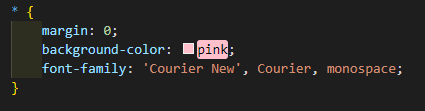 * {
margin: 0;
background-color: pink;
font-family: 'Courier New', Courier, monospace;
}